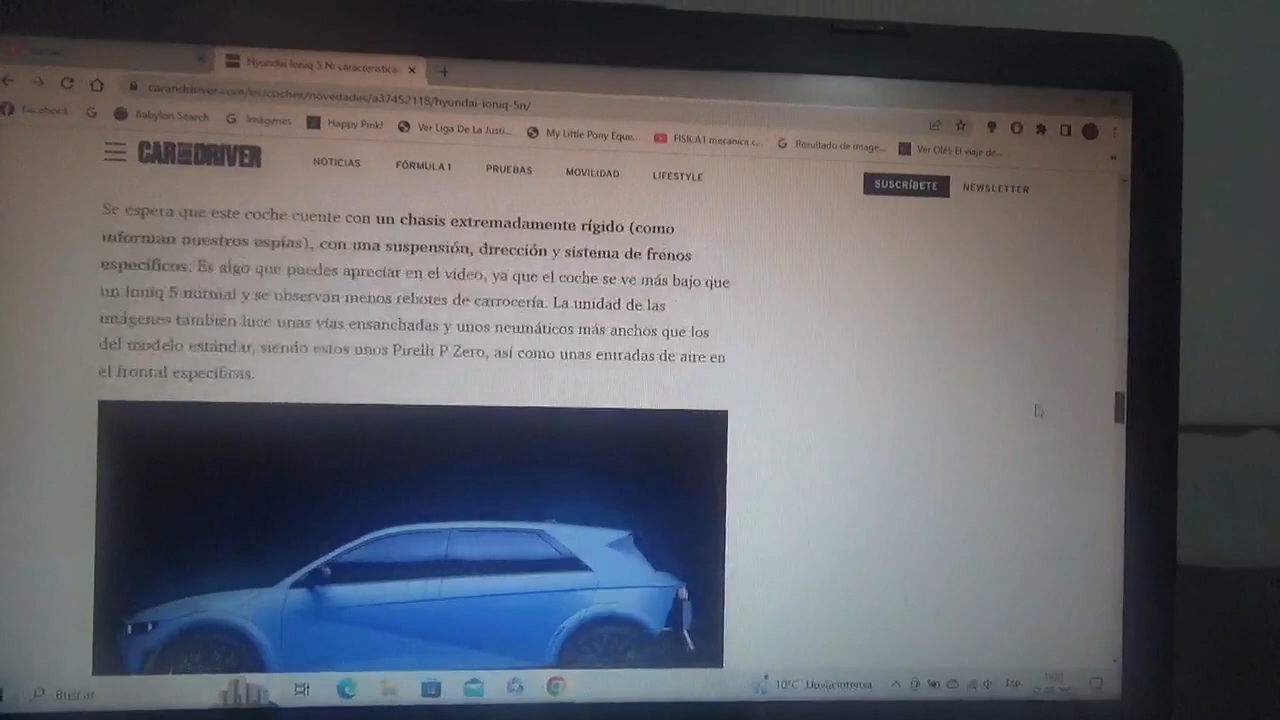 Hyundai Ioniq 5 N: característica
caranddriver.com/es/coches/novedades/a37452118/hyundai-ioniq-5n/
Facebook
Babylon Search
Imágenes
Happy Pink!
Ver Liga De La Justi...
My Little Pony Eque...
FISICA1 mecanica c...
Resultado de image...
Ver Olé: El viaje de...
CAR AND DRIVER
NOTICIAS
FÓRMULA 1
PRUEBAS
MOVILIDAD
LIFESTYLE
SUSCRÍBETE
NEWSLETTER
Se espera que este coche cuente con un chasis extremadamente rígido (como
informan nuestros espías), con una suspensión, dirección y sistema de frenos
específicos. Es algo que puedes apreciar en el vídeo, ya que el coche se ve más bajo que
un Ioniq 5 normal y se observan menos rebotes de carrocería. La unidad de las
imágenes también luce unas vías ensanchadas y unos neumáticos más anchos que los
del modelo estándar, siendo estos unos Pirelli P Zero, así como unas entradas de aire en
el frontal específicas.
Buscar
10°C Lluvia intensa
ESP